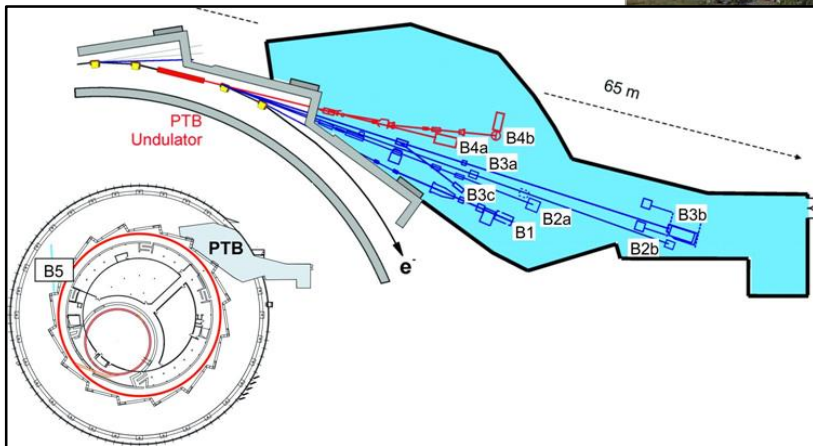 65 m
PTB
Undulator
B4b
B4a
B3a
B3c
B2a
B1
B3b
B2b
e-
PTB
B5